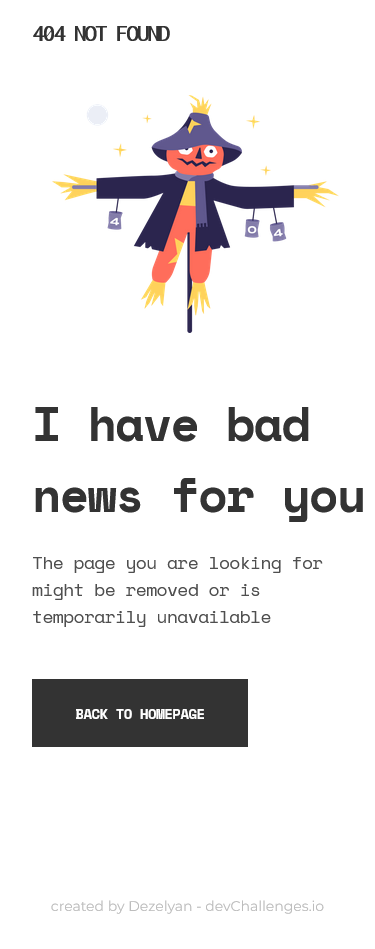 404 NOT FOUND
4
0
4
I have bad
news for you
The page you are looking for
might be removed or is
temporarily unavailable
BACK TO HOMEPAGE
created by Dezelyan - devChallenges.io